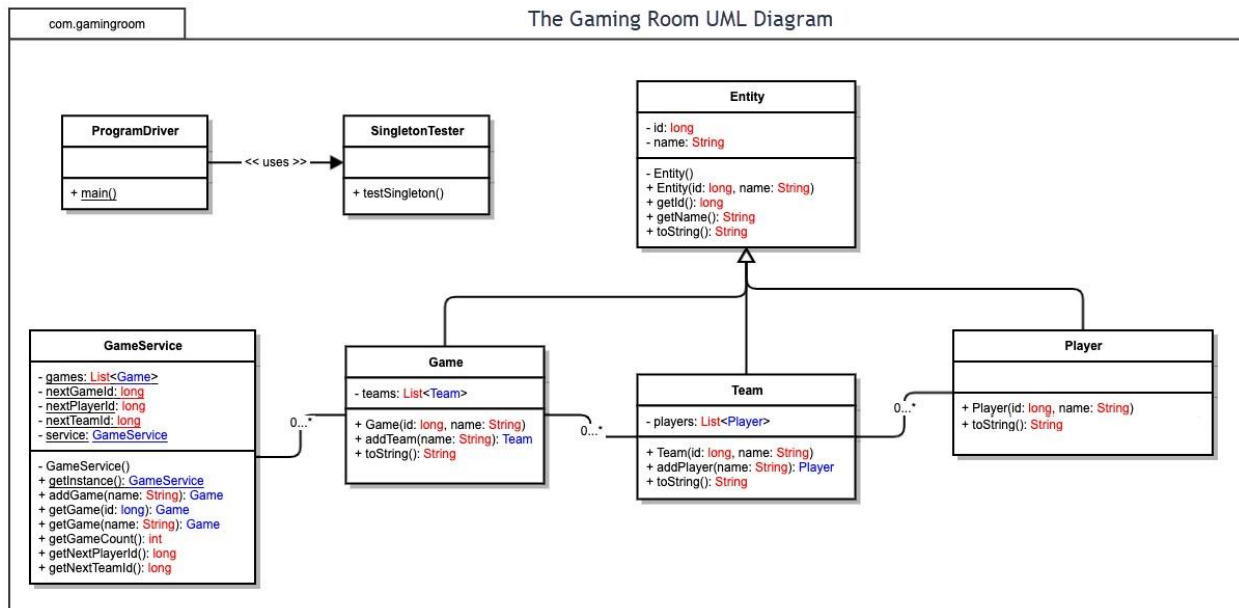 com.gamingroom
The Gaming Room UML Diagram
Entity
- id: long
- name: String
- Entity()
+ Entity(id: long, name: String)
+ getId(): long
+ getName(): String
+ toString(): String
ProgramDriver
+ main()
<< uses >>
SingletonTester
+ testSingleton()
GameService
- games: List<Game>
- nextGameId: long
- nextPlayerId: long
- nextTeamId: long
- service: GameService
- GameService()
+ getInstance(): GameService
+ addGame(name: String): Game
+ getGame(id: long): Game
+ getGame(name: String): Game
+ getGameCount(): int
+ getNextPlayerId(): long
+ getNextTeamId(): long
0...*
Game
- teams: List<Team>
+ Game(id: long, name: String)
+ addTeam(name: String): Team
+ toString(): String
0...*
Team
- players: List<Player>
+ Team(id: long, name: String)
+ addPlayer(name: String): Player
+ toString(): String
0...*
Player
+ Player(id: long, name: String)
+ toString(): String